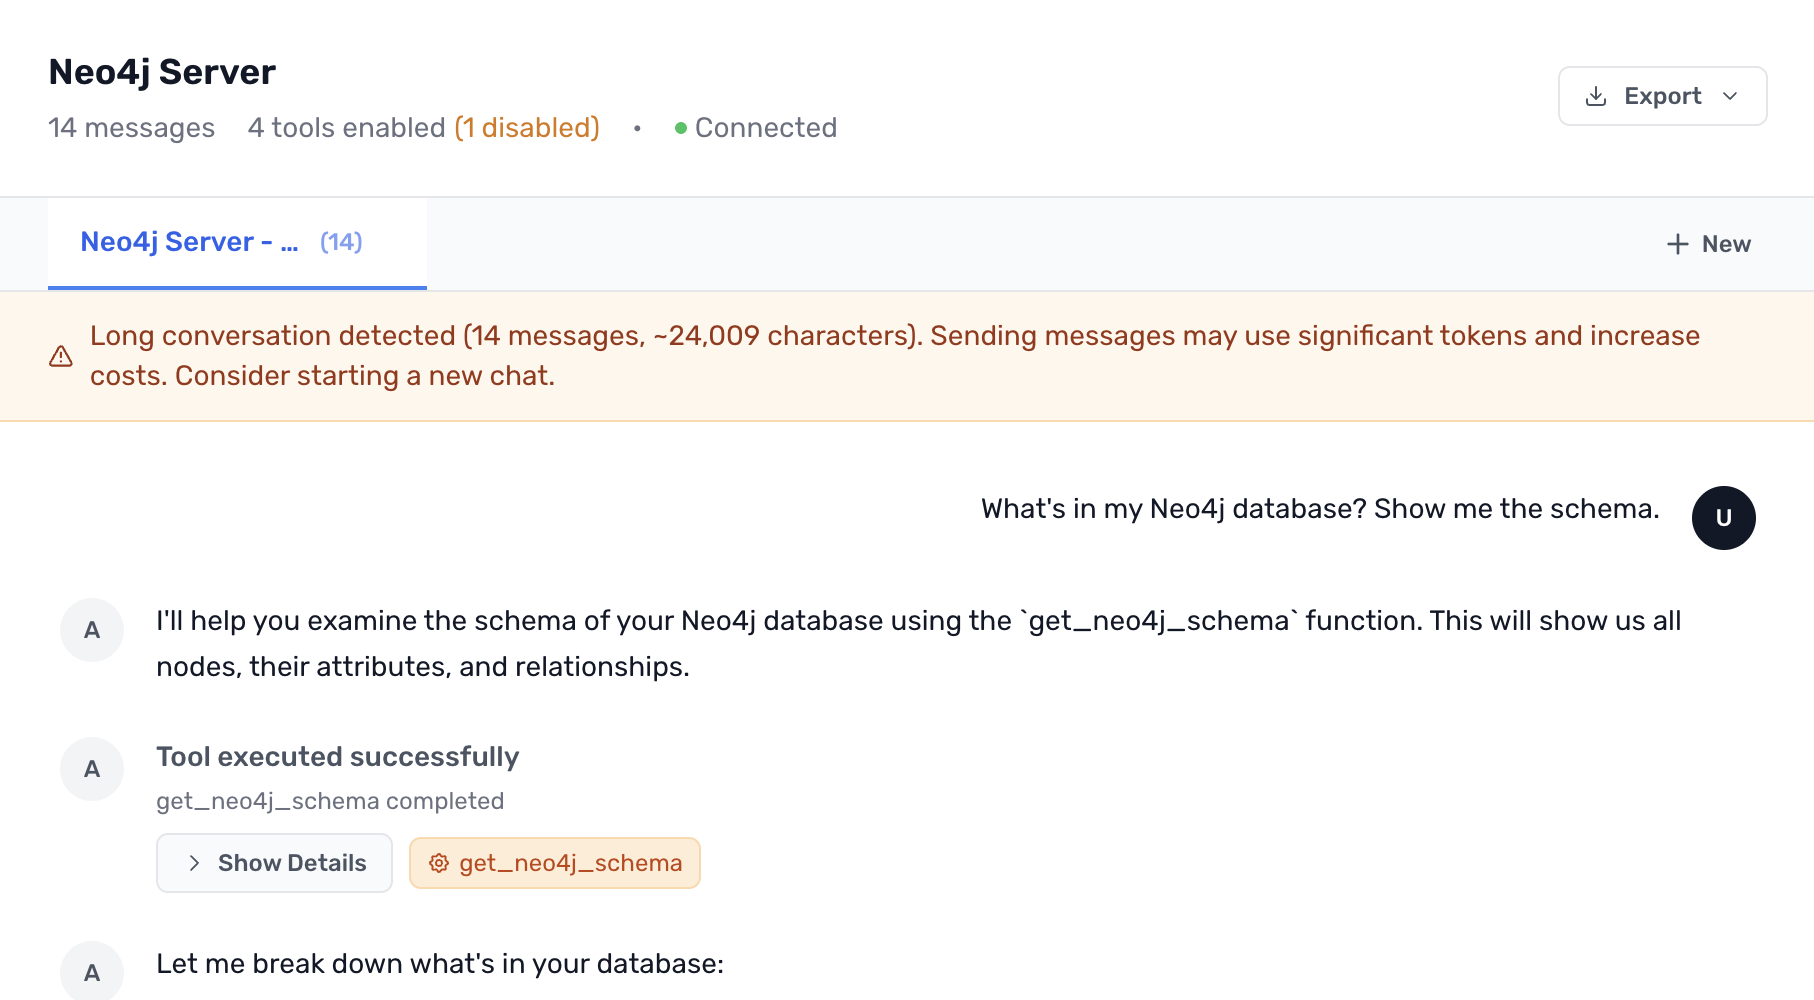 Neo4j Server
14 messages 4 tools enabled (1 disabled) • Connected
Export
Neo4j Server - ... (14)
New
Long conversation detected (14 messages, ~24,009 characters). Sending messages may use significant tokens and increase
costs. Consider starting a new chat.
What's in my Neo4j database? Show me the schema.
U
A
I'll help you examine the schema of your Neo4j database using the `get_neo4j_schema` function. This will show us all
nodes, their attributes, and relationships.
A
Tool executed successfully
get_neo4j_schema completed
Show Details
get_neo4j_schema
A
Let me break down what's in your database: